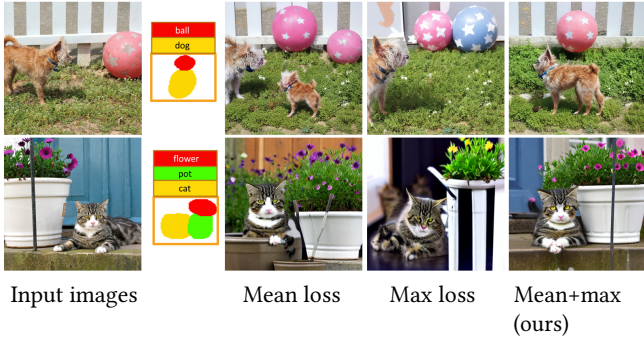 ball
dog
flower
pot
cat
Input images
Mean loss
Max loss
Mean+max
(ours)